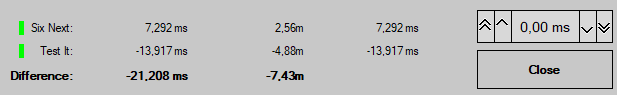 Six Next: 7,292 ms 2,56m 7,292 ms
Test It: -13,917 ms -4,88m -13,917 ms
Difference: -21,208 ms -7,43m
0,00 ms
Close